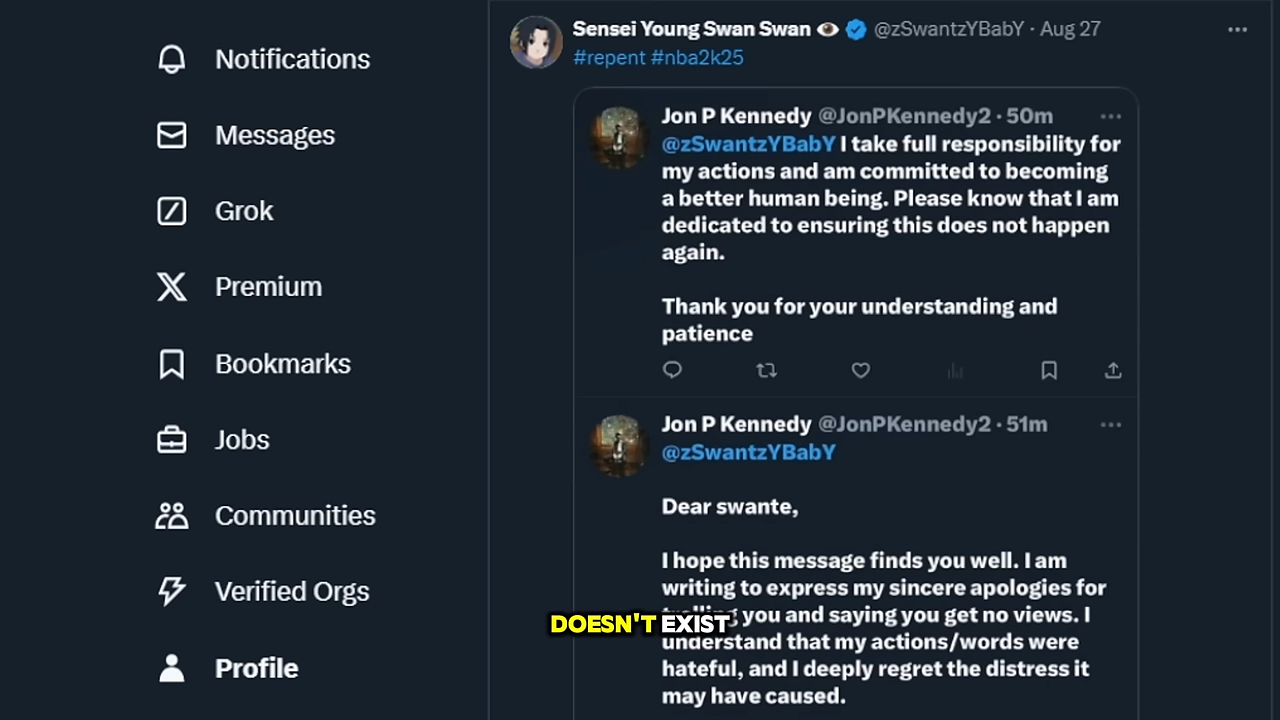 Notifications
Messages
Grok
Premium
Bookmarks
Jobs
Communities
Verified Orgs
Profile
Sensei Young Swan Swan @zSwantzYBabY · Aug 27
#repent #nba2k25
Jon P Kennedy @JonPKennedy2 · 50m
@zSwantzYBabY I take full responsibility for
my actions and am committed to becoming
a better human being. Please know that I am
dedicated to ensuring this does not happen
again.
Thank you for your understanding and
patience
Jon P Kennedy @JonPKennedy2 · 51m
@zSwantzYBabY
Dear swante,
I hope this message finds you well. I am
writing to express my sincere apologies for
trolling you and saying you get no views. I
understand that my actions/words were
hateful, and I deeply regret the distress it
may have caused.
DOESN'T EXIST